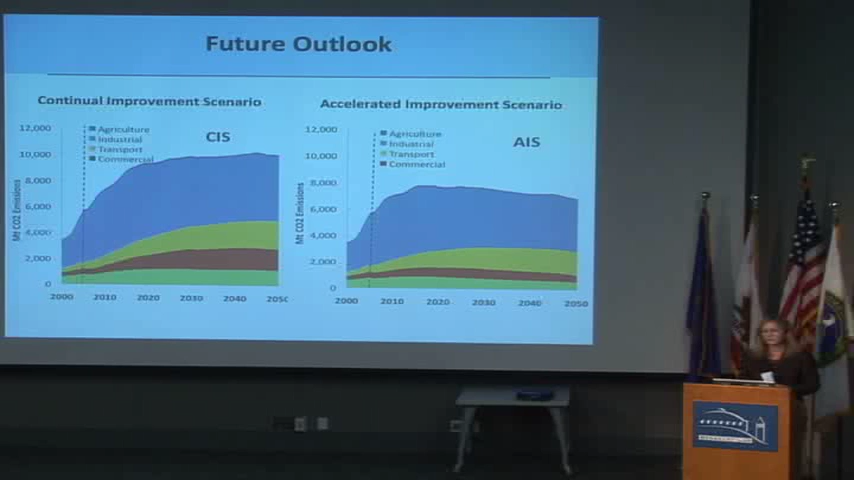 Future Outlook
Continual Improvement Scenario
12,000
10,000
8,000
6,000
4,000
2,000
0
Mt CO2 Emissions
Agriculture
Industrial
Transport
Commercial
CIS
2000 2010 2020 2030 2040 2050
Accelerated Improvement Scenario
12,000
10,000
8,000
6,000
4,000
2,000
0
Mt CO2 Emissions
Agriculture
Industrial
Transport
Commercial
AIS
2000 2010 2020 2030 2040 2050